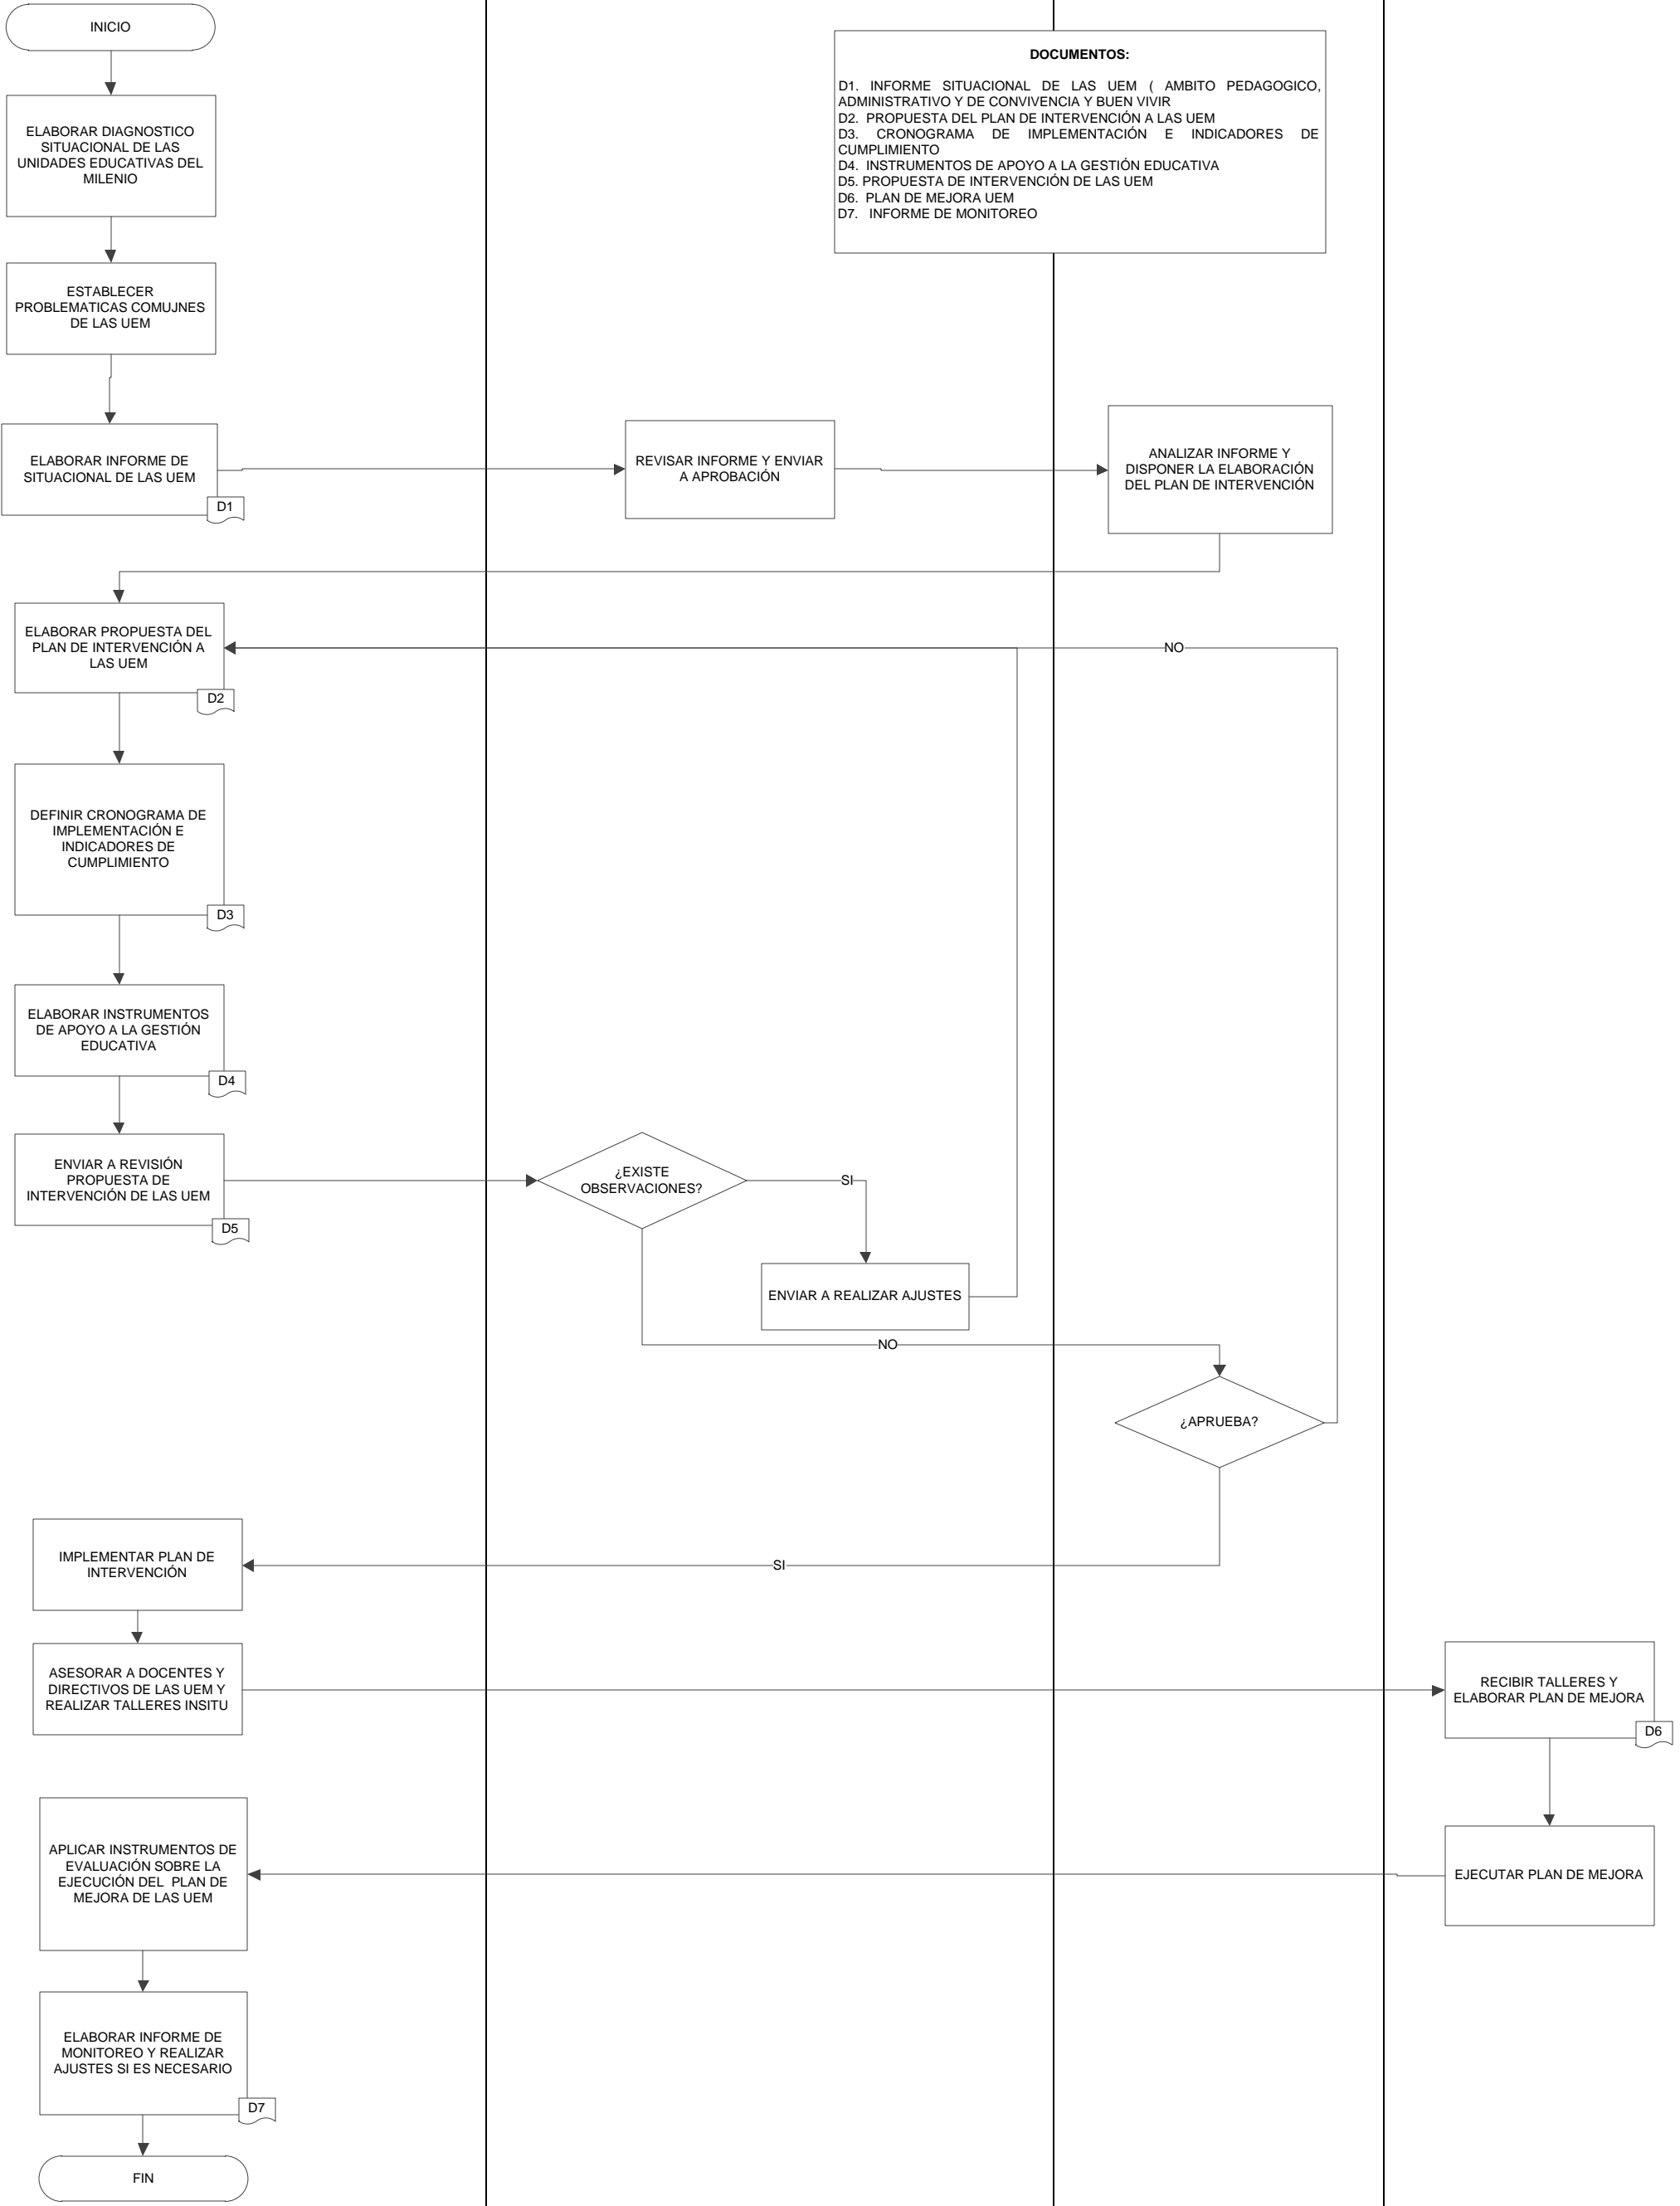 INICIO
DOCUMENTOS:
D1. INFORME SITUACIONAL DE LAS UEM ( AMBITO PEDAGOGICO,
ADMINISTRATIVO Y DE CONVIVENCIA Y BUEN VIVIR
D2. PROPUESTA DEL PLAN DE INTERVENCIÓN A LAS UEM
D3. CRONOGRAMA DE IMPLEMENTACIÓN E INDICADORES DE
CUMPLIMIENTO
D4. INSTRUMENTOS DE APOYO A LA GESTIÓN EDUCATIVA
D5. PROPUESTA DE INTERVENCIÓN DE LAS UEM
D6. PLAN DE MEJORA UEM
D7. INFORME DE MONITOREO
ELABORAR DIAGNOSTICO
SITUACIONAL DE LAS
UNIDADES EDUCATIVAS DEL
MILENIO
ESTABLECER
PROBLEMATICAS COMUJNES
DE LAS UEM
ELABORAR INFORME DE
SITUACIONAL DE LAS UEM
D1
REVISAR INFORME Y ENVIAR
A APROBACIÓN
ANALIZAR INFORME Y
DISPONER LA ELABORACIÓN
DEL PLAN DE INTERVENCIÓN
ELABORAR PROPUESTA DEL
PLAN DE INTERVENCIÓN A
LAS UEM
D2
NO
DEFINIR CRONOGRAMA DE
IMPLEMENTACIÓN E
INDICADORES DE
CUMPLIMIENTO
D3
ELABORAR INSTRUMENTOS
DE APOYO A LA GESTIÓN
EDUCATIVA
D4
ENVIAR A REVISIÓN
PROPUESTA DE
INTERVENCIÓN DE LAS UEM
D5
¿EXISTE
OBSERVACIONES?
SI
ENVIAR A REALIZAR AJUSTES
NO
¿APRUEBA?
SI
IMPLEMENTAR PLAN DE
INTERVENCIÓN
ASESORAR A DOCENTES Y
DIRECTIVOS DE LAS UEM Y
REALIZAR TALLERES INSITU
RECIBIR TALLERES Y
ELABORAR PLAN DE MEJORA
D6
EJECUTAR PLAN DE MEJORA
APLICAR INSTRUMENTOS DE
EVALUACIÓN SOBRE LA
EJECUCIÓN DEL PLAN DE
MEJORA DE LAS UEM
ELABORAR INFORME DE
MONITOREO Y REALIZAR
AJUSTES SI ES NECESARIO
D7
FIN